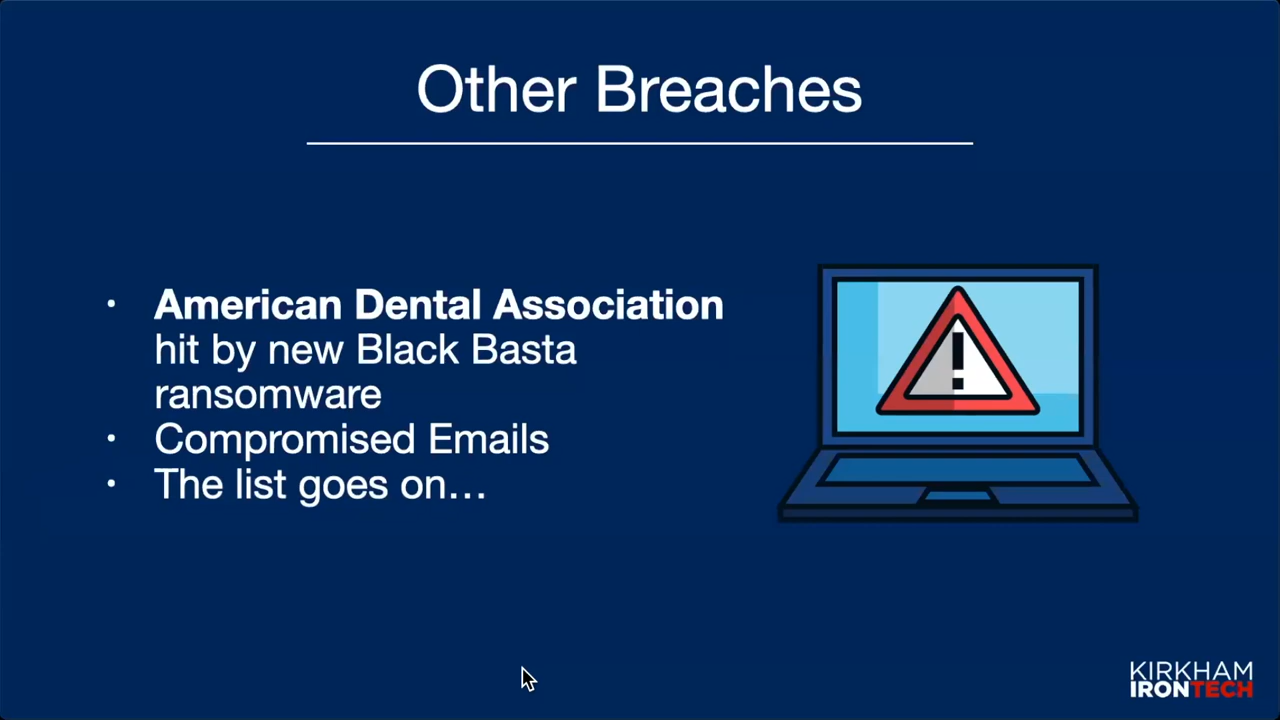 Other Breaches
• American Dental Association
hit by new Black Basta
ransomware
• Compromised Emails
• The list goes on...
!
KIRKHAM
IRONTECH